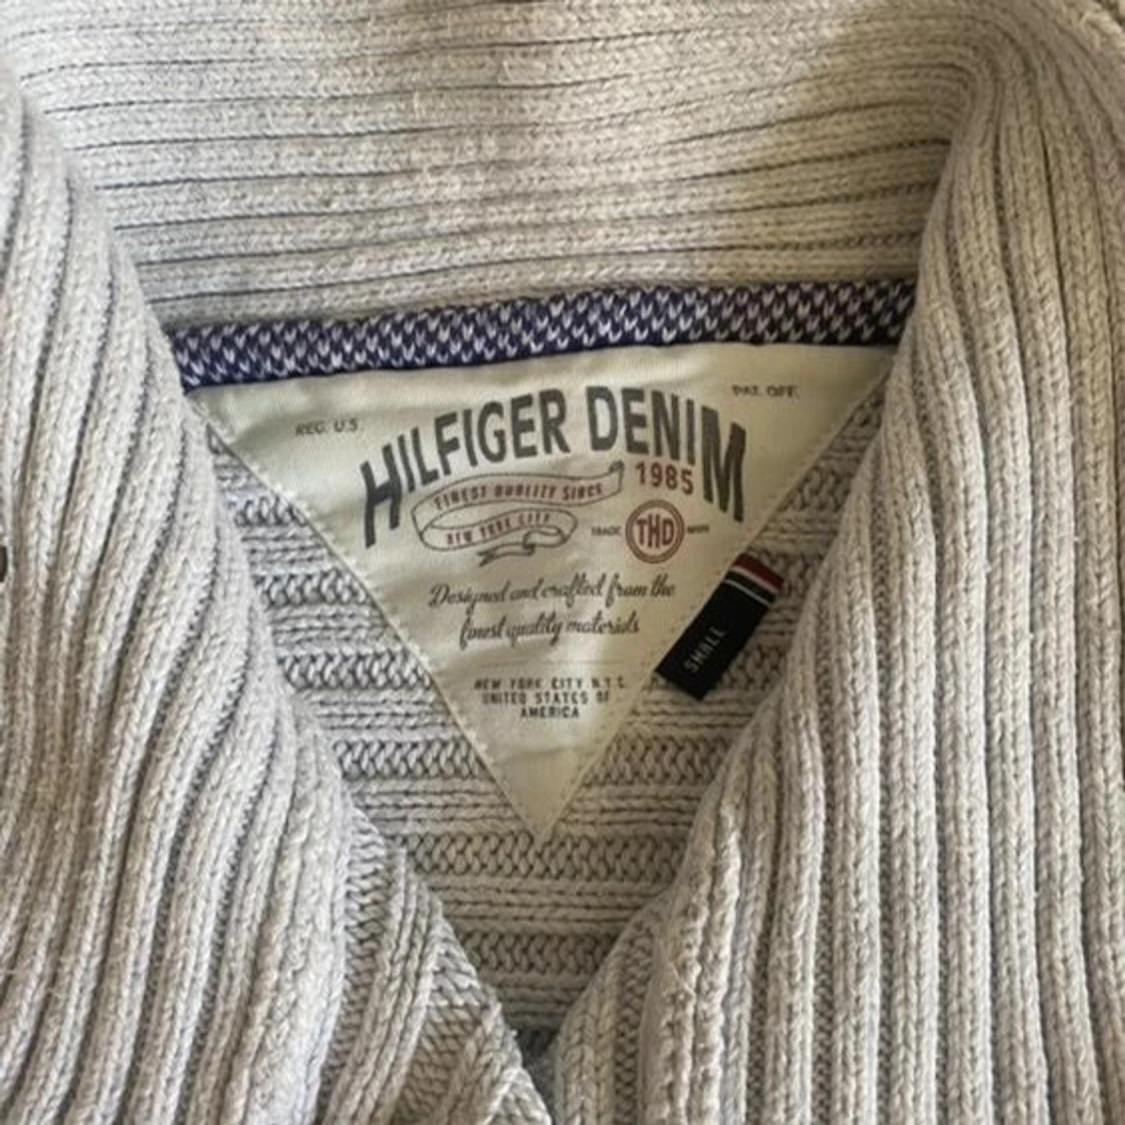 REG. U.S.
PAT. OFF.
HILFIGER DENIM
FINEST QUALITY SINCE
1985
NEW YORK CITY
TRADE THD MARK
Designed and crafted from the
finest quality materials
NEW YORK CITY N.Y.C.
UNITED STATES OF
AMERICA
SMALL